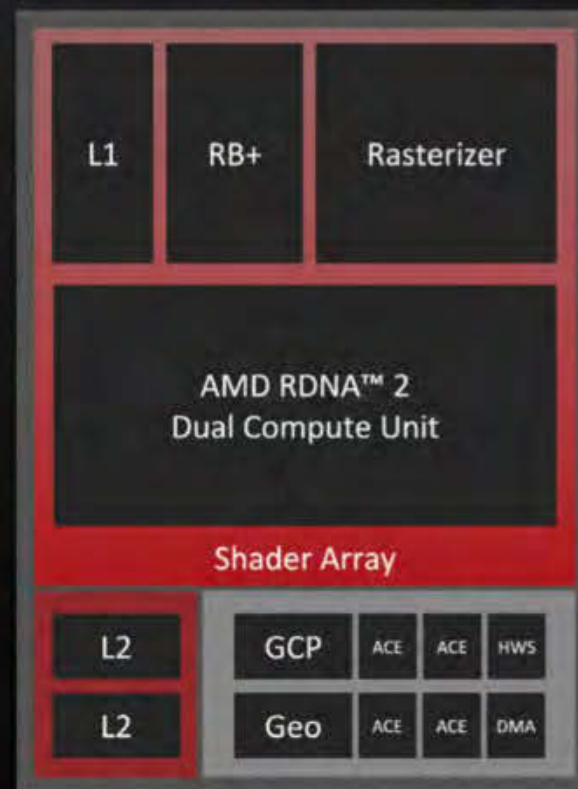 L1 RB+ Rasterizer
AMD RDNA™ 2
Dual Compute Unit
Shader Array
L2 GCP ACE ACE HWS
L2 Geo ACE ACE DMA